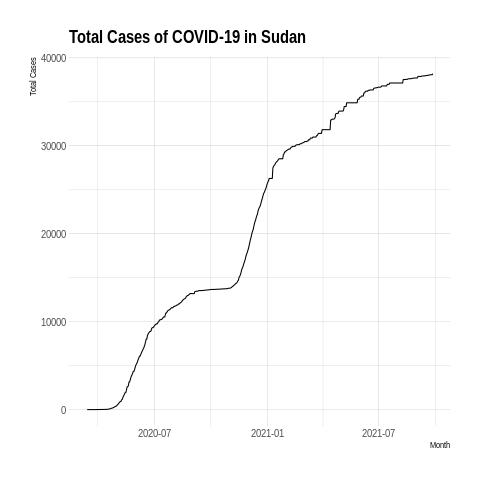 Total Cases of COVID-19 in Sudan
Total Cases
40000
30000
20000
10000
0
2020-07 2021-01 2021-07
Month